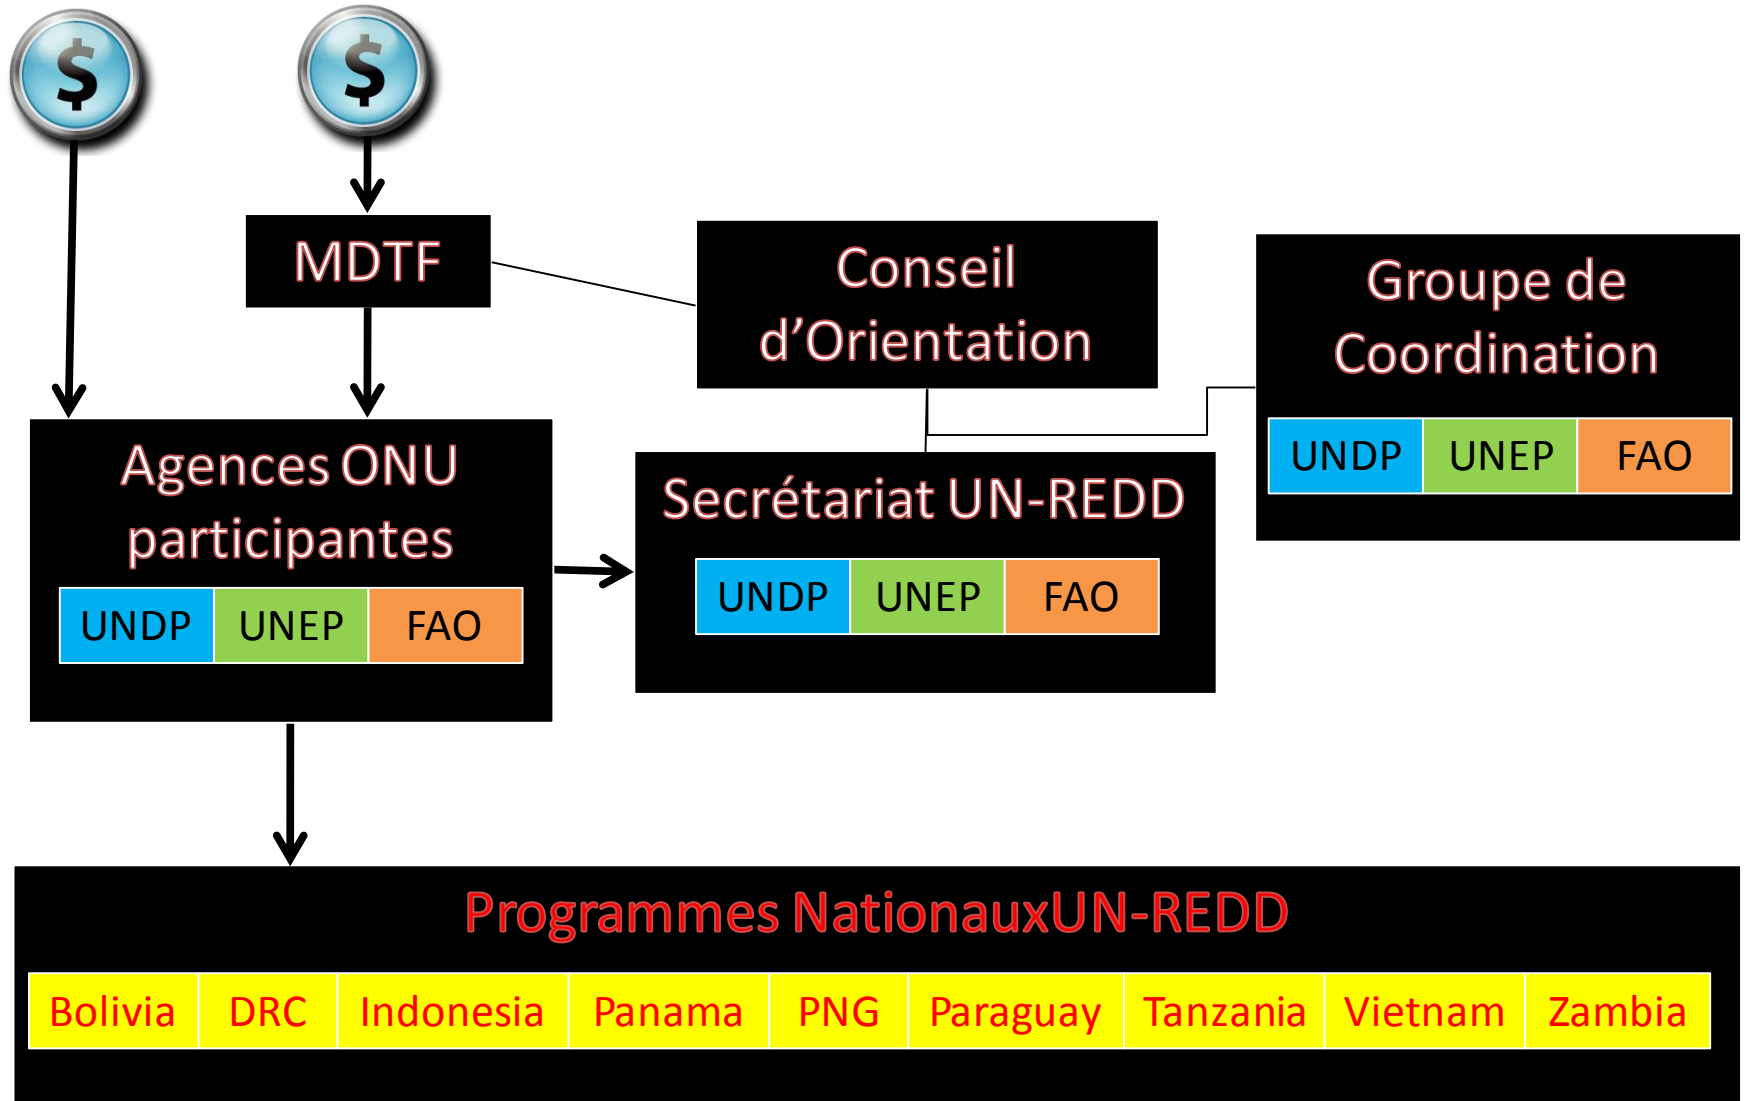 $
$
MDTF
Conseil
d’Orientation
Groupe de
Coordination
UNDP UNEP FAO
Agences ONU
participantes
UNDP UNEP FAO
Secrétariat UN-REDD
UNDP UNEP FAO
Programmes NationauxUN-REDD
Bolivia DRC Indonesia Panama PNG Paraguay Tanzania Vietnam Zambia